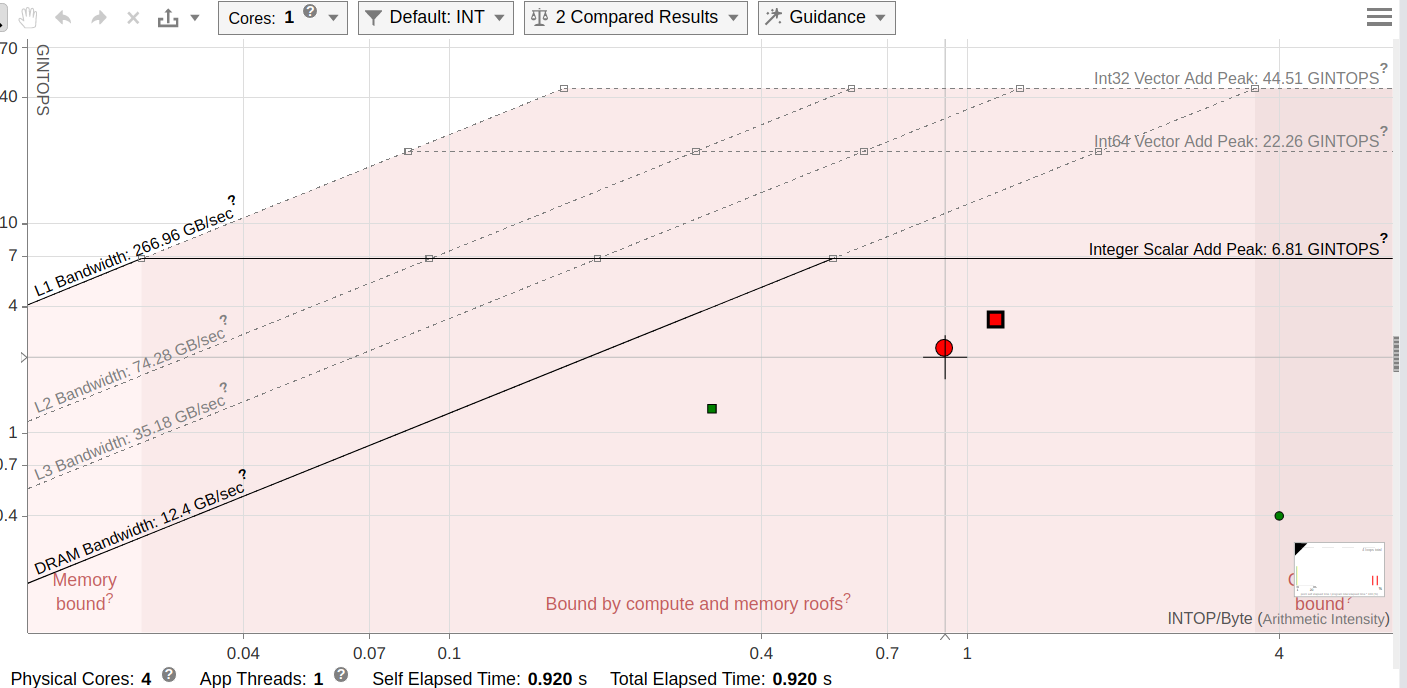 Cores: 1 ?
Default: INT
2 Compared Results
Guidance
GINTOPS
70
40
10
7
4
1
0.7
0.4
Int32 Vector Add Peak: 44.51 GINTOPS?
Int64 Vector Add Peak: 22.26 GINTOPS?
Integer Scalar Add Peak: 6.81 GINTOPS?
L1 Bandwidth: 266.96 GB/sec?
L2 Bandwidth: 74.28 GB/sec?
L3 Bandwidth: 35.18 GB/sec?
DRAM Bandwidth: 12.4 GB/sec?
Memory
bound?
Bound by compute and memory roofs?
bound?
INTOP/Byte (Arithmetic Intensity)
0.04 0.07 0.1 0.4 0.7 1 4
Physical Cores: 4 ? App Threads: 1 ? Self Elapsed Time: 0.920 s Total Elapsed Time: 0.920 s